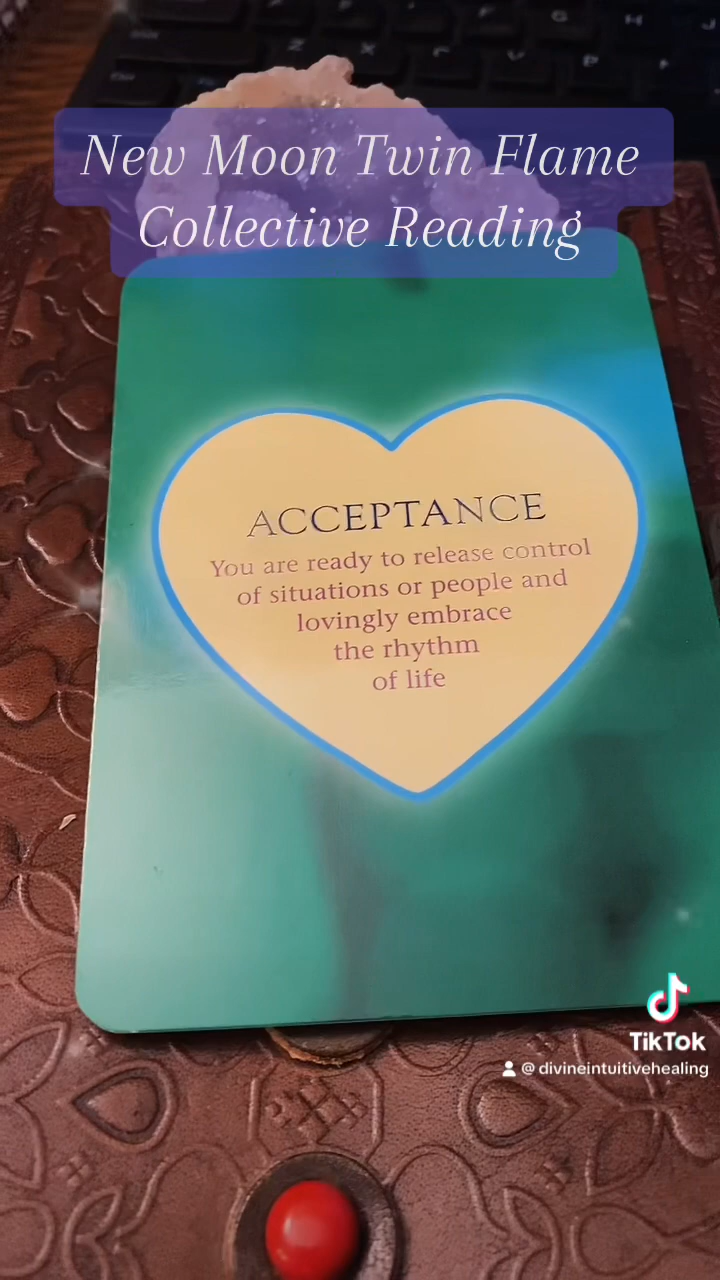 New Moon Twin Flame
Collective Reading
ACCEPTANCE
You are ready to release control
of situations or people and
lovingly embrace
the rhythm
of life
TikTok
@ divineintuitivehealing